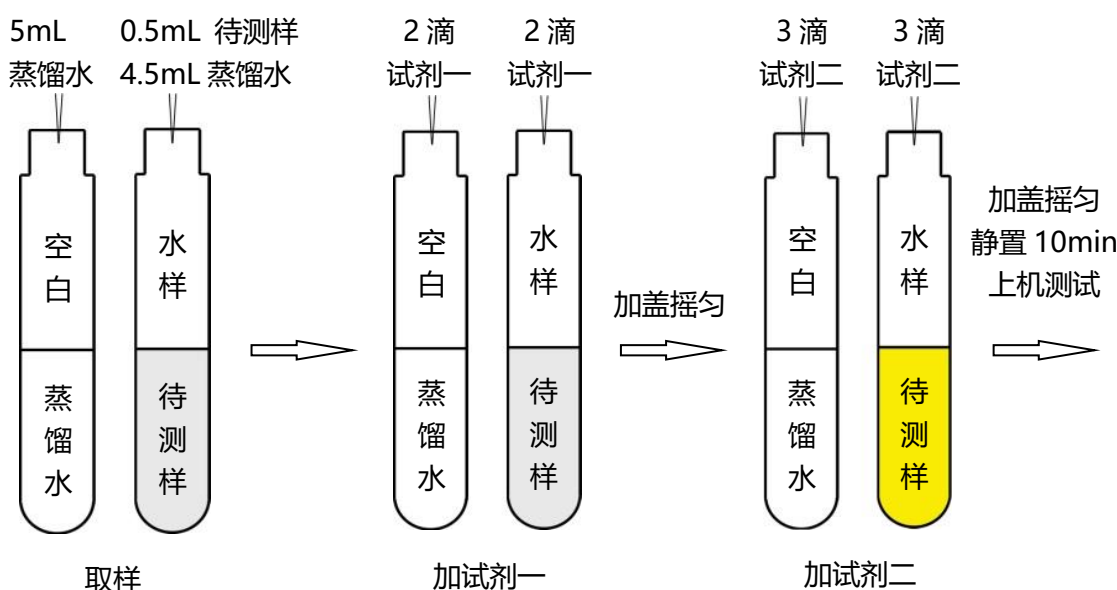 5mL
蒸馏水
0.5mL 待测样
4.5mL 蒸馏水
空
白
蒸
馏
水
水
样
待
测
样
取样
2 滴
试剂一
2 滴
试剂一
空
白
蒸
馏
水
水
样
待
测
样
加试剂一
加盖摇匀
3 滴
试剂二
3 滴
试剂二
空
白
蒸
馏
水
水
样
待
测
样
加试剂二
加盖摇匀
静置 10min
上机测试